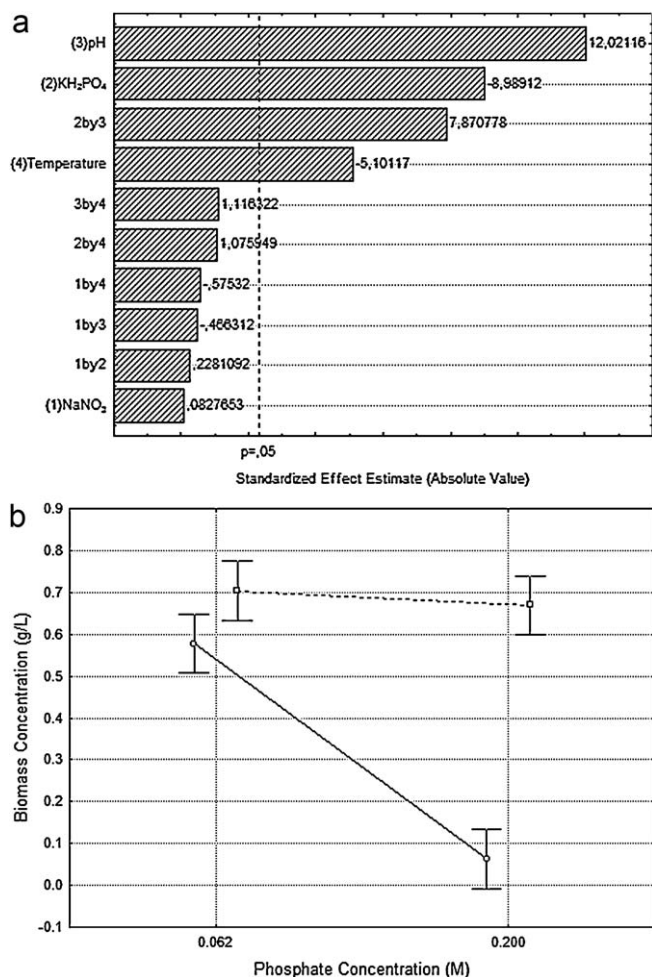 a
{3}pH
12,02116
{2}KH₂PO₄
-8,98912
2by3
7,870778
{4}Temperature
-5,10117
3by4
1,116322
2by4
1,075949
1by4
-,57532
1by3
-,466312
1by2
,2281092
{1}NaNO₂
,0827653
p=,05
Standardized Effect Estimate (Absolute Value)
b
0.9
0.8
0.7
0.6
0.5
0.4
0.3
0.2
0.1
0.0
-0.1
Biomass Concentration (g/L)
0.062
0.200
Phosphate Concentration (M)